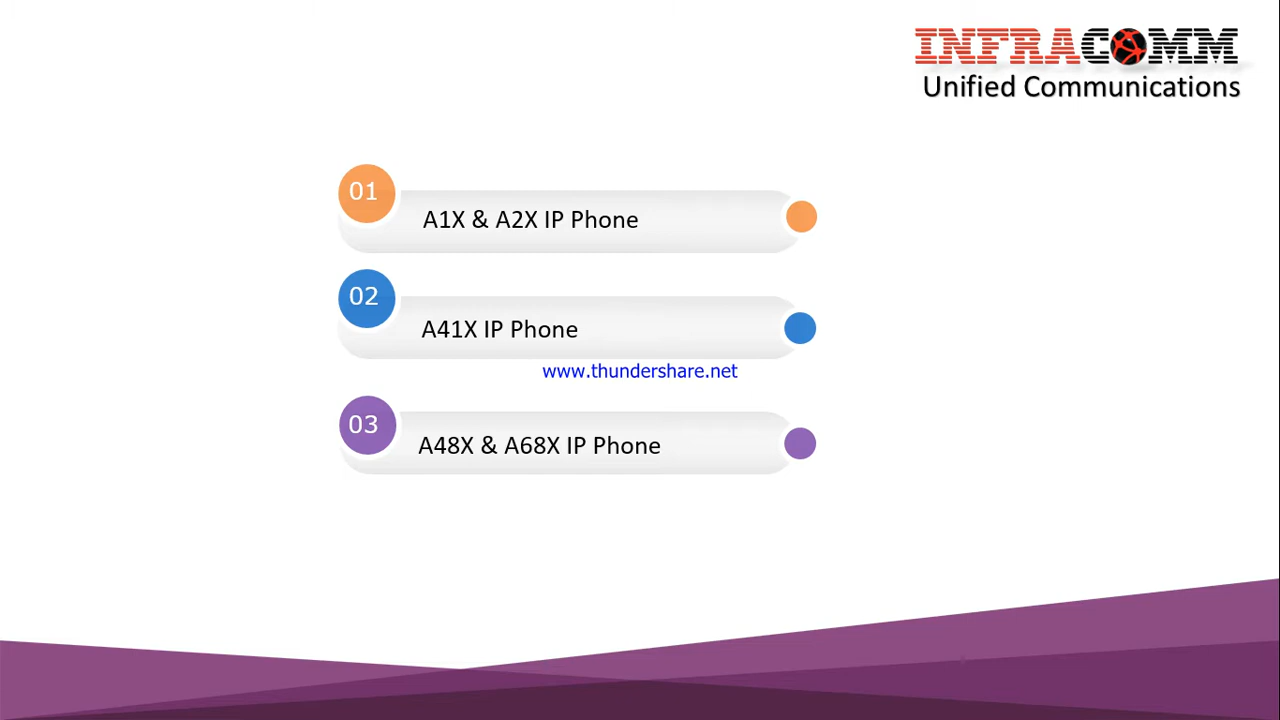 INFRACOMM
Unified Communications
01
A1X & A2X IP Phone
02
A41X IP Phone
www.thundershare.net
03
A48X & A68X IP Phone